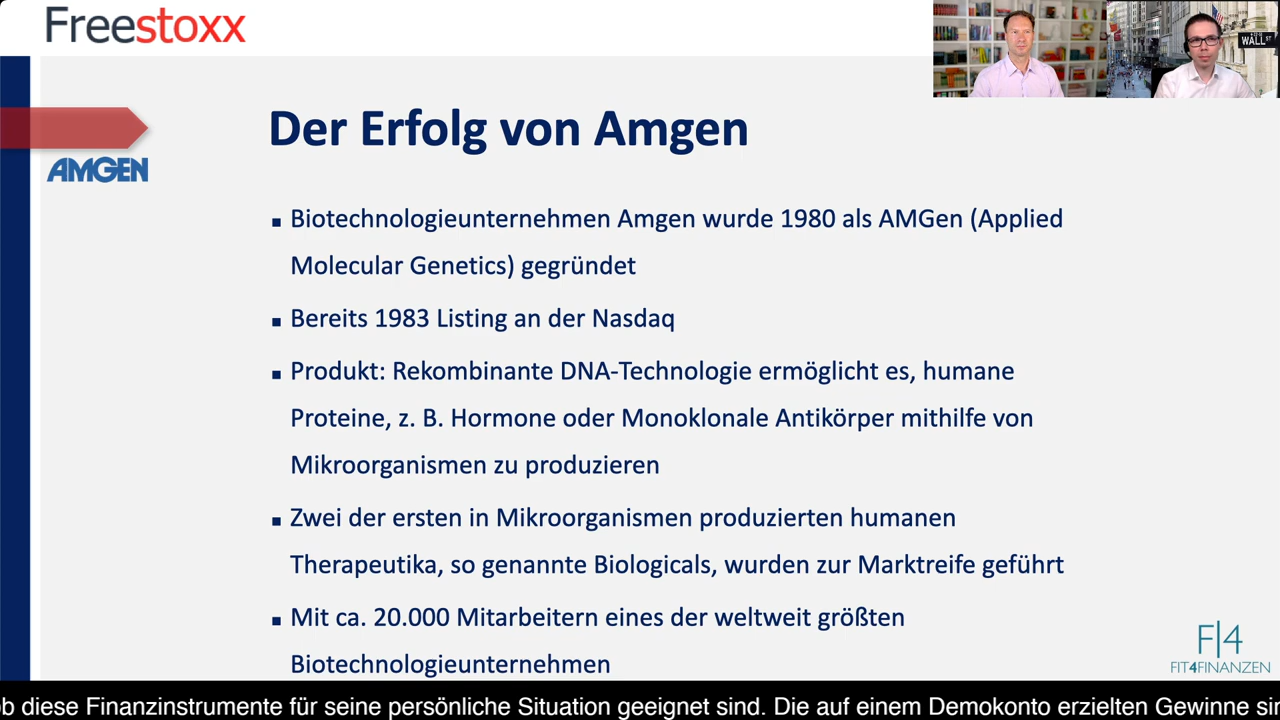 Freestoxx
WALL ST
AMGEN
Der Erfolg von Amgen
▪ Biotechnologieunternehmen Amgen wurde 1980 als AMGen (Applied
Molecular Genetics) gegründet
▪ Bereits 1983 Listing an der Nasdaq
▪ Produkt: Rekombinante DNA-Technologie ermöglicht es, humane
Proteine, z. B. Hormone oder Monoklonale Antikörper mithilfe von
Mikroorganismen zu produzieren
▪ Zwei der ersten in Mikroorganismen produzierten humanen
Therapeutika, so genannte Biologicals, wurden zur Marktreife geführt
▪ Mit ca. 20.000 Mitarbeitern eines der weltweit größten
Biotechnologieunternehmen
F|4
FIT4FINANZEN
ob diese Finanzinstrumente für seine persönliche Situation geeignet sind. Die auf einem Demokonto erzielten Gewinne sin